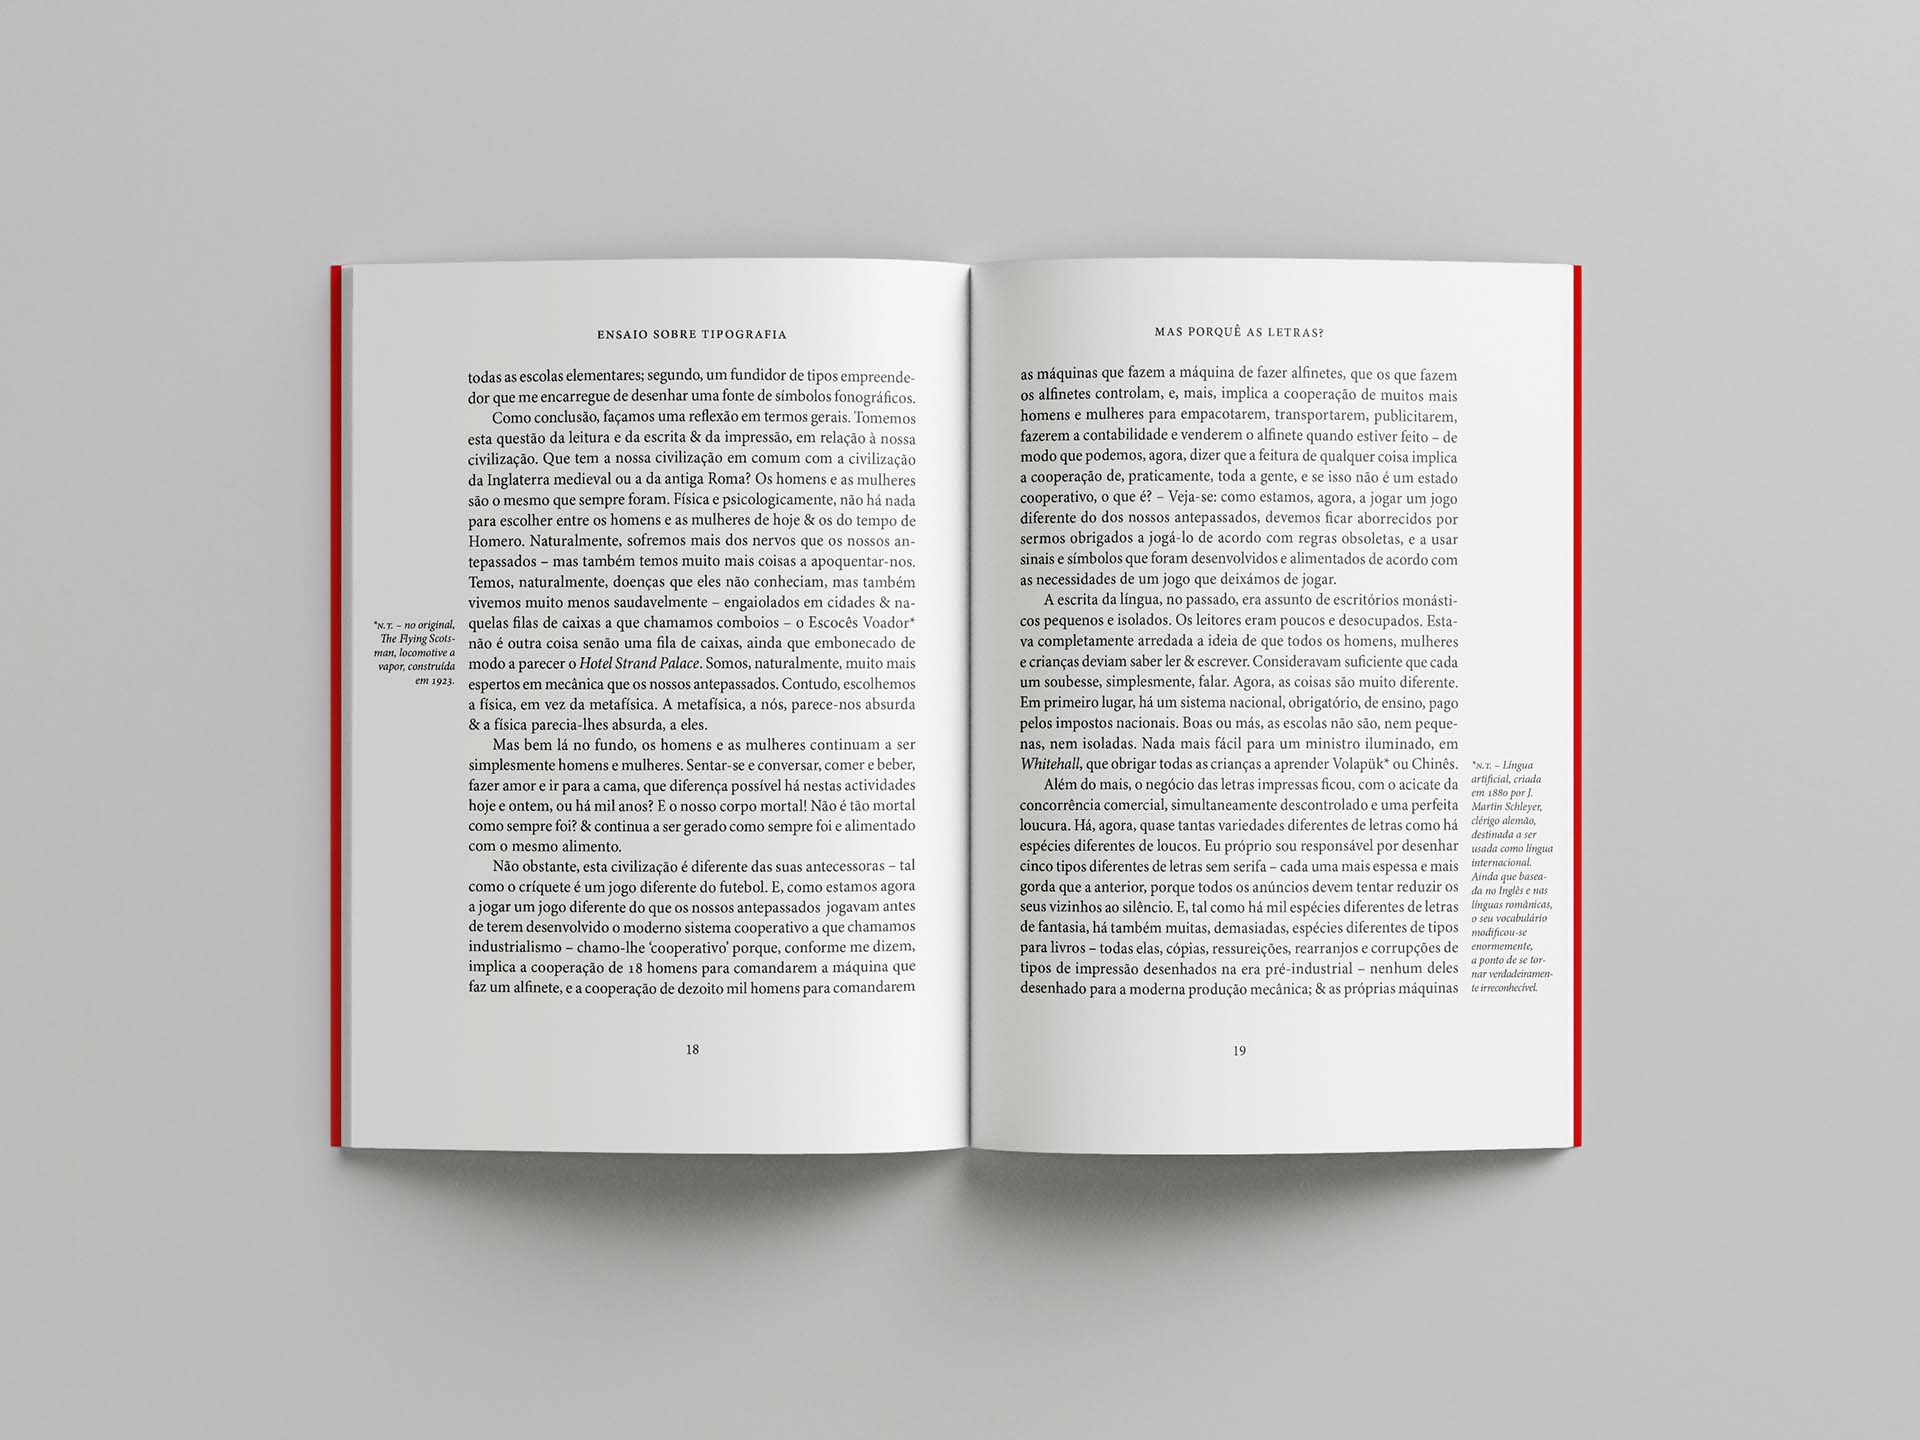 ENSAIO SOBRE TIPOGRAFIA
todas as escolas elementares; segundo, um fundidor de tipos empreende-
dor que me encarregue de desenhar uma fonte de símbolos fonográficos.
Como conclusão, façamos uma reflexão em termos gerais. Tomemos
esta questão da leitura e da escrita & da impressão, em relação à nossa
civilização. Que tem a nossa civilização em comum com a civilização
da Inglaterra medieval ou a da antiga Roma? Os homens e as mulheres
são o mesmo que sempre foram. Física e psicologicamente, não há nada
para escolher entre os homens e as mulheres de hoje & os do tempo de
Homero. Naturalmente, sofremos mais dos nervos que os nossos an-
tepassados – mas também temos muito mais coisas a apoquentar-nos.
Temos, naturalmente, doenças que eles não conheciam, mas também
vivemos muito menos saudavelmente – engaiolados em cidades & na-
quelas filas de caixas a que chamamos comboios – o Escocês Voador*
não é outra coisa senão uma fila de caixas, ainda que embonecado de
modo a parecer o Hotel Strand Palace. Somos, naturalmente, muito mais
espertos em mecânica que os nossos antepassados. Contudo, escolhemos
a física, em vez da metafísica. A metafísica, a nós, parece-nos absurda
& a física parecia-lhes absurda, a eles.
Mas bem lá no fundo, os homens e as mulheres continuam a ser
simplesmente homens e mulheres. Sentar-se e conversar, comer e beber,
fazer amor e ir para a cama, que diferença possível há nestas actividades
hoje e ontem, ou há mil anos? E o nosso corpo mortal! Não é tão mortal
como sempre foi? & continua a ser gerado como sempre foi e alimentado
com o mesmo alimento.
Não obstante, esta civilização é diferente das suas antecessoras – tal
como o críquete é um jogo diferente do futebol. E, como estamos agora
a jogar um jogo diferente do que os nossos antepassados jogavam antes
de terem desenvolvido o moderno sistema cooperativo a que chamamos
industrialismo – chamo-lhe ‘cooperativo’ porque, conforme me dizem,
implica a cooperação de 18 homens para comandarem a máquina que
faz um alfinete, e a cooperação de dezoito mil homens para comandarem
*N.T. – no original,
The Flying Scots-
man, locomotive a
vapor, construída
em 1923.
18
MAS PORQUÊ AS LETRAS?
as máquinas que fazem a máquina de fazer alfinetes, que os que fazem
os alfinetes controlam, e, mais, implica a cooperação de muitos mais
homens e mulheres para empacotarem, transportarem, publicitarem,
fazerem a contabilidade e venderem o alfinete quando estiver feito – de
modo que podemos, agora, dizer que a feitura de qualquer coisa implica
a cooperação de, praticamente, toda a gente, e se isso não é um estado
cooperativo, o que é? – Veja-se: como estamos, agora, a jogar um jogo
diferente do dos nossos antepassados, devemos ficar aborrecidos por
sermos obrigados a jogá-lo de acordo com regras obsoletas, e a usar
sinais e símbolos que foram desenvolvidos e alimentados de acordo com
as necessidades de um jogo que deixámos de jogar.
A escrita da língua, no passado, era assunto de escritórios monásti-
cos pequenos e isolados. Os leitores eram poucos e desocupados. Esta-
va completamente arredada a ideia de que todos os homens, mulheres
e crianças deviam saber ler & escrever. Consideravam suficiente que cada
um soubesse, simplesmente, falar. Agora, as coisas são muito diferente.
Em primeiro lugar, há um sistema nacional, obrigatório, de ensino, pago
pelos impostos nacionais. Boas ou más, as escolas não são, nem peque-
nas, nem isoladas. Nada mais fácil para um ministro iluminado, em
Whitehall, que obrigar todas as crianças a aprender Volapük* ou Chinês.
Além do mais, o negócio das letras impressas ficou, com o acicate da
concorrência comercial, simultaneamente descontrolado e uma perfeita
loucura. Há, agora, quase tantas variedades diferentes de letras como há
espécies diferentes de loucos. Eu próprio sou responsável por desenhar
cinco tipos diferentes de letras sem serifa – cada uma mais espessa e mais
gorda que a anterior, porque todos os anúncios devem tentar reduzir os
seus vizinhos ao silêncio. E, tal como há mil espécies diferentes de letras
de fantasia, há também muitas, demasiadas, espécies diferentes de tipos
para livros – todas elas, cópias, ressureições, rearranjos e corrupções de
tipos de impressão desenhados na era pré-industrial – nenhum deles
desenhado para a moderna produção mecânica; & as próprias máquinas
*N.T. – Língua
artificial, criada
em 1880 por J.
Martin Schleyer,
clérigo alemão,
destinada a ser
usada como língua
internacional.
Ainda que basea-
da no Inglês e nas
línguas românicas,
o seu vocabulário
modificou-se
enormemente,
a ponto de se tor-
nar verdadeiramen-
te irreconhecível.
19